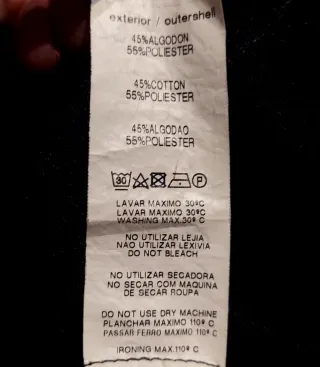 exterior / outershell
45%ALGODON
55%POLIESTER
45%COTTON
55%POLIESTER
45%ALGODAO
55%POLIESTER
30 P
LAVAR MAXIMO 30ºC
LAVAR MAXIMO 30ºC
WASHING MAX.30º C
NO UTILIZAR LEJIA
NAO UTILIZAR LEXIVIA
DO NOT BLEACH
NO UTILIZAR SECADORA
NO SECAR COM MAQUINA
DE SECAR ROUPA
DO NOT USE DRY MACHINE
PLANCHAR MAXIMO 110º C
PASSAR FERRO MAXIMO 110º C
IRONING MAX.110º C